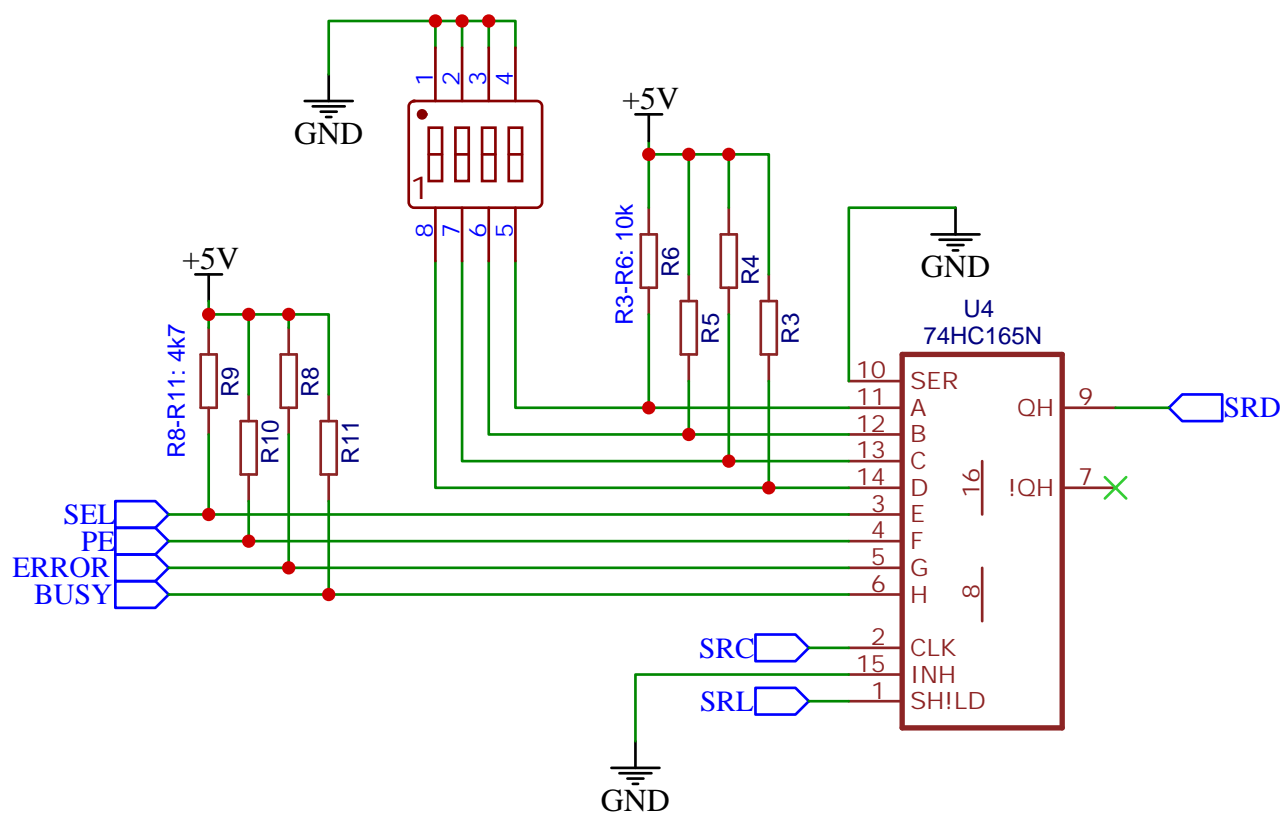 1
2
3
4
GND
1
8
7
6
5
+5V
R3-R6: 10k
R6
R5
R4
R3
GND
+5V
R8-R11: 4k7
R9
R10
R8
R11
U4
74HC165N
10
SER
11
A
12
B
13
C
14
D
3
E
4
F
5
G
6
H
2
CLK
15
INH
1
SH!LD
QH
9
SRD
!QH
7
16
8
SEL
PE
ERROR
BUSY
SRC
SRL
GND